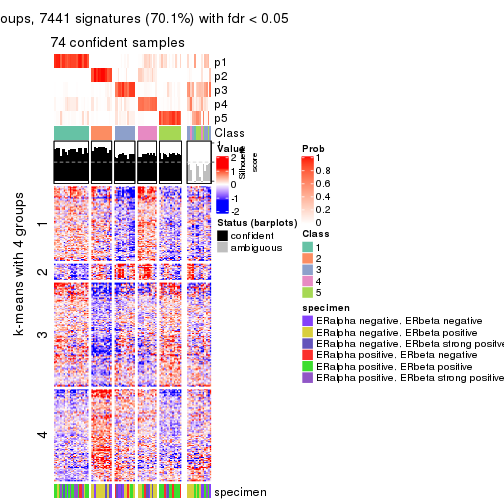 oups, 7441 signatures (70.1%) with fdr < 0.05
74 confident samples
p1
p2
p3
p4
p5
Class
1
Silhouette
score
k-means with 4 groups
1
2
3
4
specimen
Value
2
1
0
-1
-2
Status (barplots)
confident
ambiguous
Prob
1
0.8
0.6
0.4
0.2
0
Class
1
2
3
4
5
specimen
ERalpha negative. ERbeta negative
ERalpha negative. ERbeta positive
ERalpha negative. ERbeta strong positive
ERalpha positive. ERbeta negative
ERalpha positive. ERbeta positive
ERalpha positive. ERbeta strong positive